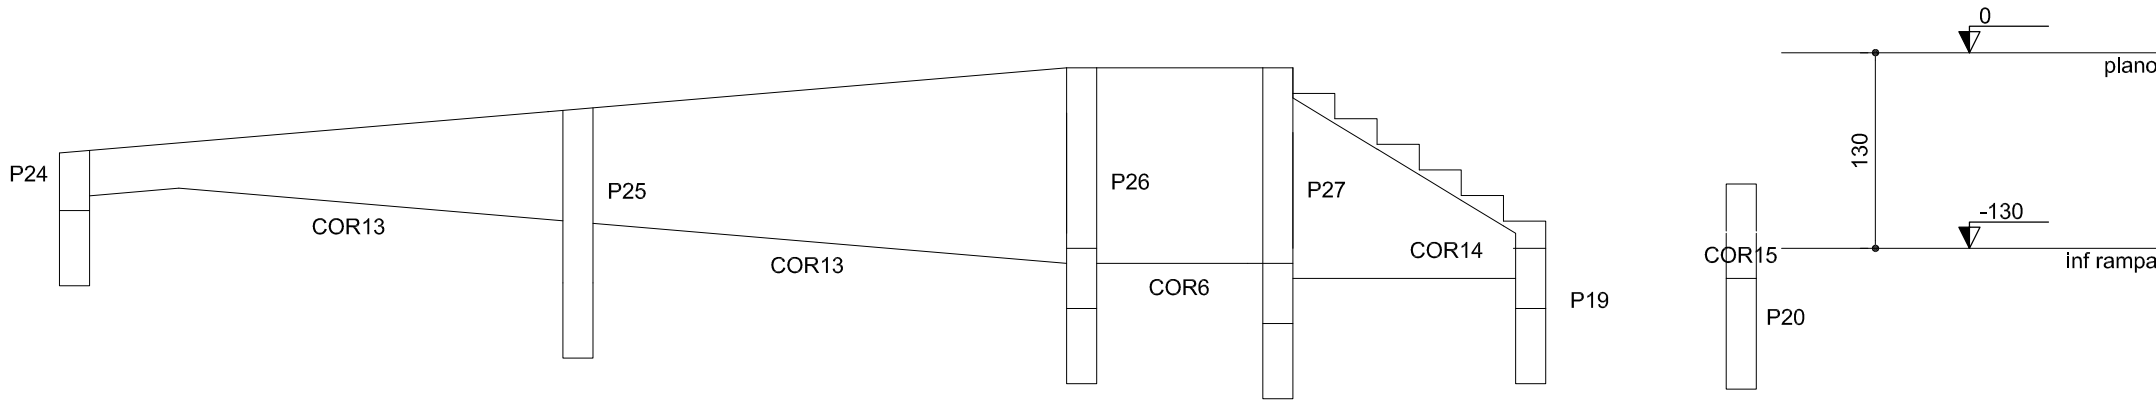 P24
COR13
P25
COR13
P26
COR6
P27
COR14
P19
COR15
P20
0
plano
130
-130
inf rampa